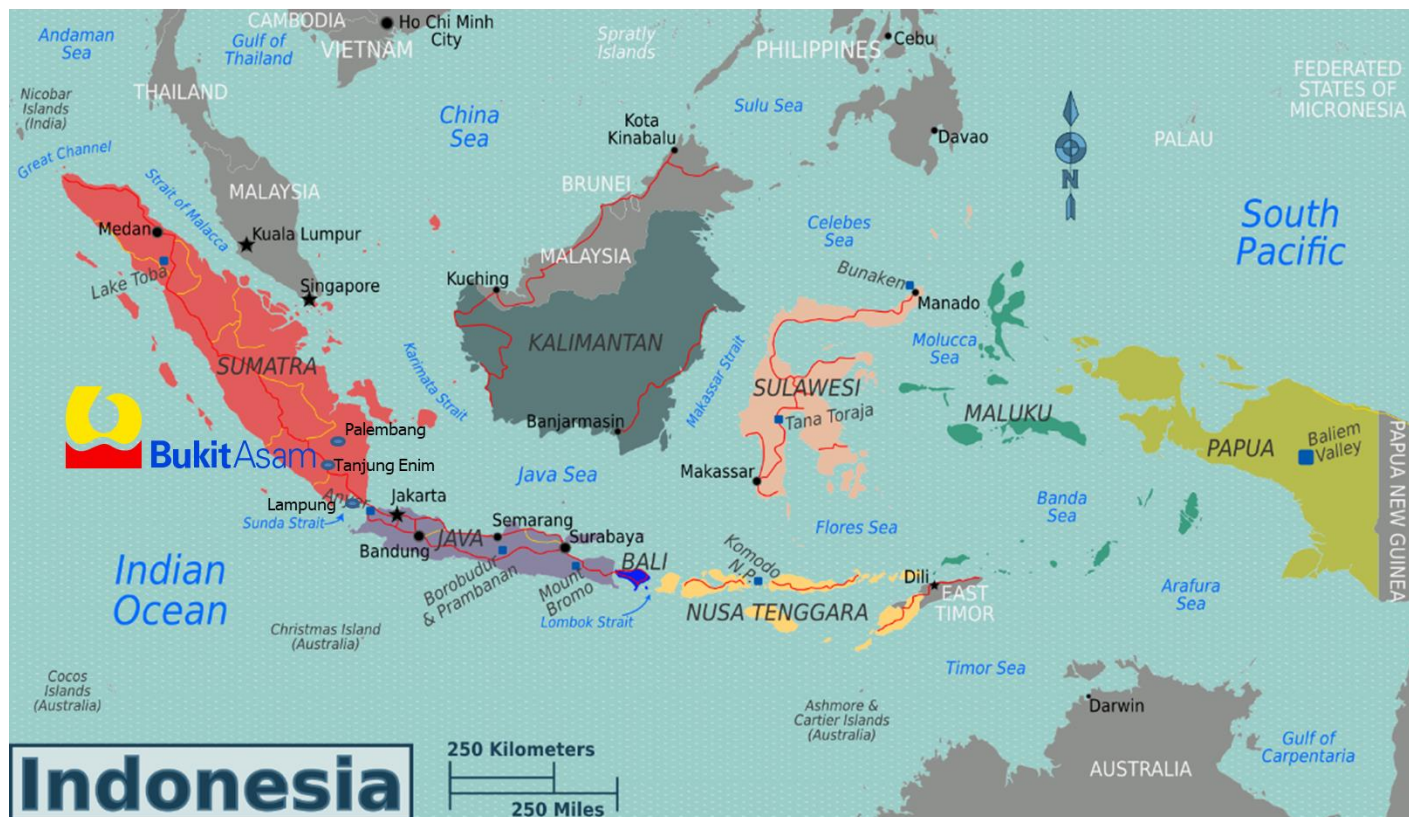 CAMBODIA
Ho Chi Minh
City
Andaman
Sea
Gulf of
Thailand
VIETNAM
Spratly
Islands
PHILIPPINES
Cebu
FEDERATED
STATES OF
MICRONESIA
THAILAND
Nicobar
Islands
(India)
China
Sea
Sulu Sea
Kota
Kinabalu
Davao
PALAU
Great Channel
Strait of Malacca
MALAYSIA
BRUNEI
N
Medan
Kuala Lumpur
Celebes
Sea
South
Pacific
MALAYSIA
Lake Toba
Singapore
Kuching
Bunaken
Manado
KALIMANTAN
Molucca
Sea
SUMATRA
Karimata Strait
Makassar Strait
SULAWESI
Tana Toraja
MALUKU
Banjarmasin
PAPUA
Baliem
Valley
PAPUA NEW GUINEA
Palembang
BukitAsam
Tanjung Enim
Java Sea
Makassar
Lampung
Anyer
Jakarta
Sunda Strait
Banda
Sea
Semarang
Flores Sea
Bandung
JAVA
Surabaya
Komodo
N.P.
BALI
Indian
Ocean
Borobudur
& Prambanan
Mount
Bromo
Dili
EAST
TIMOR
Arafura
Sea
NUSA TENGGARA
Lombok Strait
Christmas Island
(Australia)
Timor Sea
Cocos
Islands
(Australia)
Ashmore &
Cartier Islands
(Australia)
Darwin
Gulf of
Carpentaria
AUSTRALIA
Indonesia
250 Kilometers
250 Miles